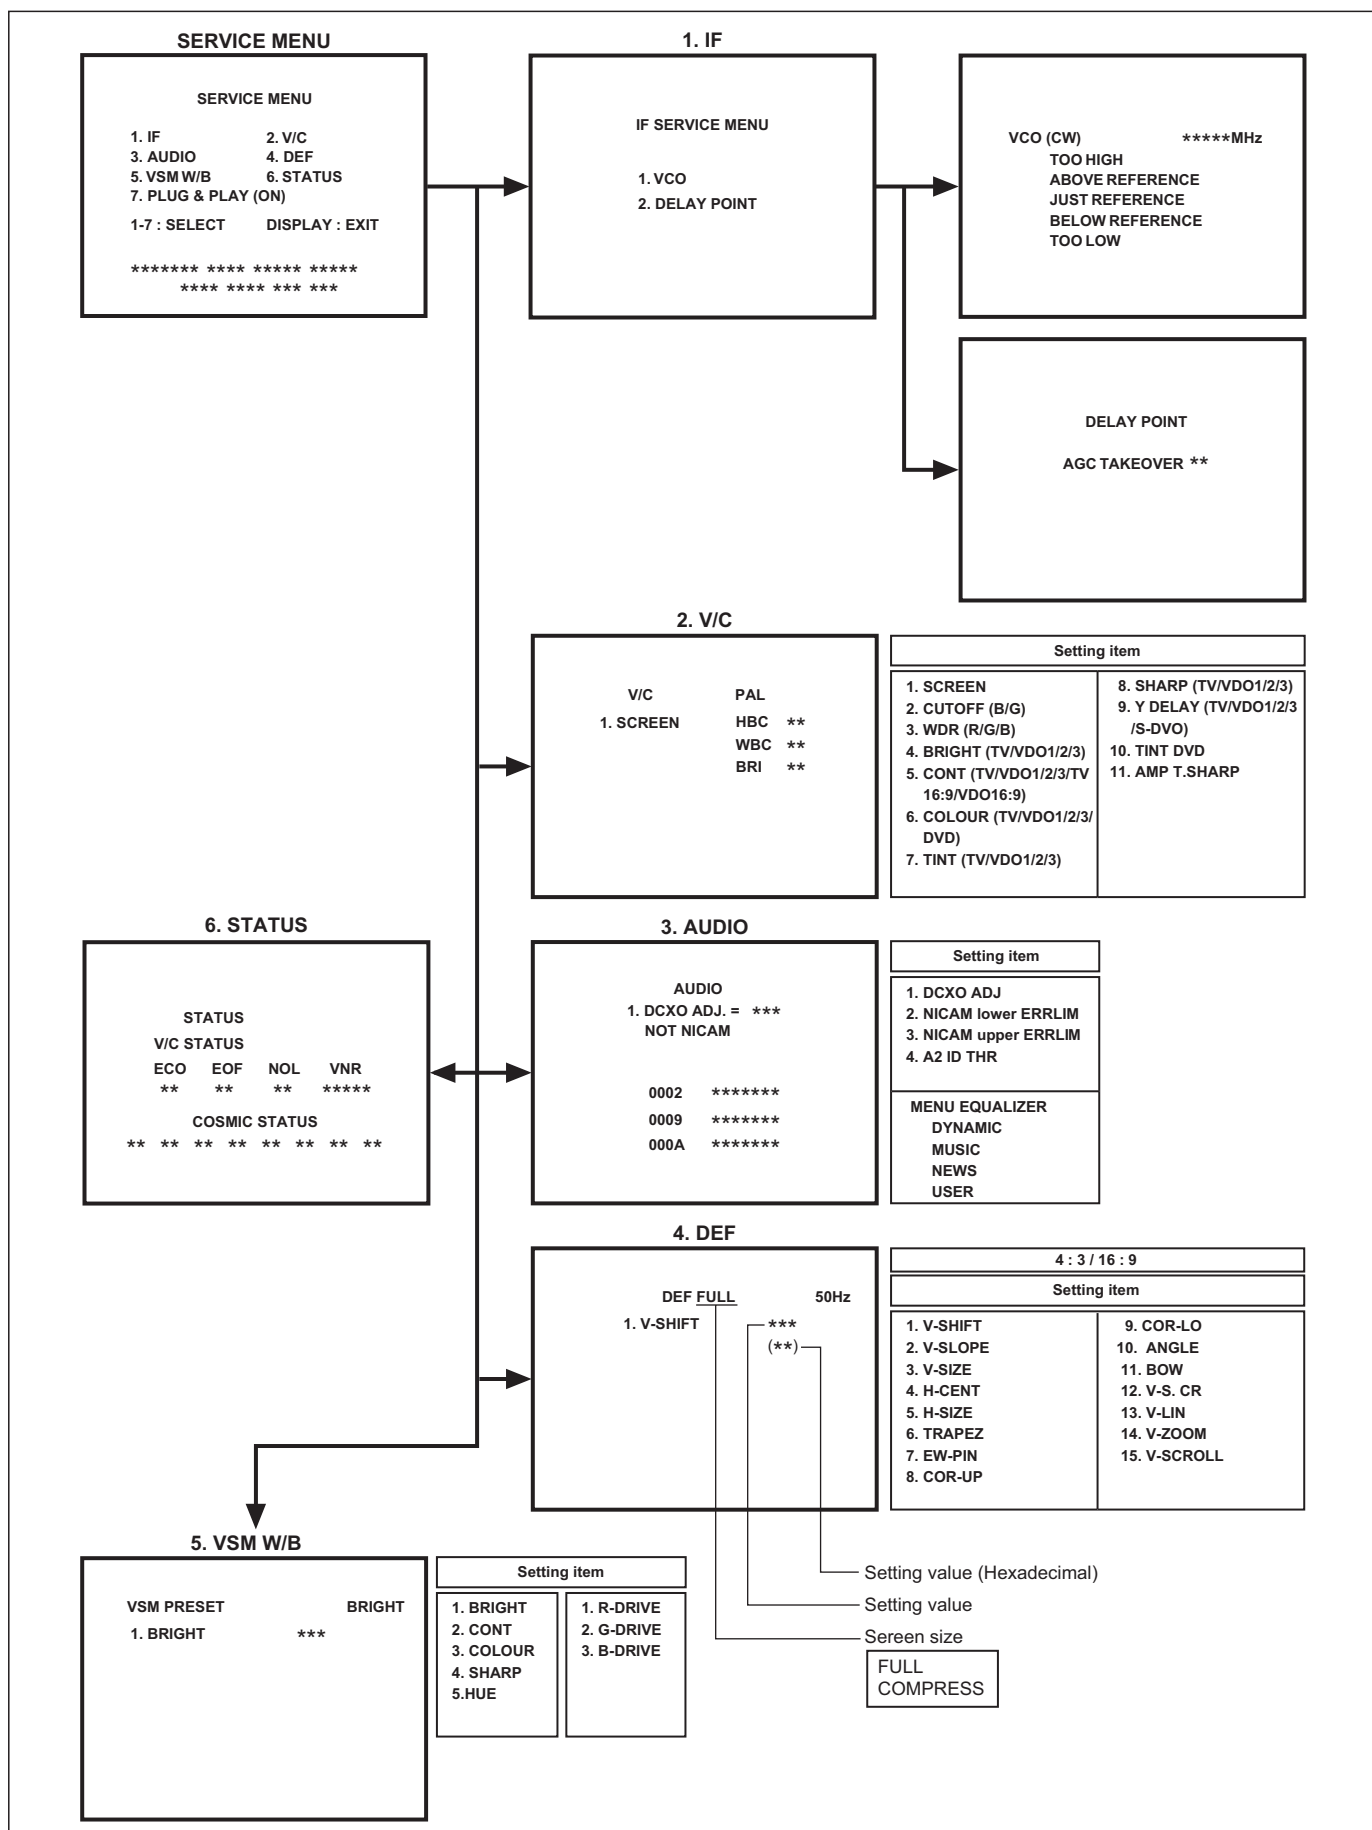 SERVICE MENU
SERVICE MENU
1. IF 2. V/C
3. AUDIO 4. DEF
5. VSM W/B 6. STATUS
7. PLUG & PLAY (ON)
1-7 : SELECT DISPLAY : EXIT
******* **** ***** *****
**** **** *** ***
1. IF
IF SERVICE MENU
1. VCO
2. DELAY POINT
VCO (CW) *****MHz
TOO HIGH
ABOVE REFERENCE
JUST REFERENCE
BELOW REFERENCE
TOO LOW
DELAY POINT
AGC TAKEOVER **
2. V/C
V/C PAL
1. SCREEN HBC **
WBC **
BRI **
Setting item
1. SCREEN
2. CUTOFF (B/G)
3. WDR (R/G/B)
4. BRIGHT (TV/VDO1/2/3)
5. CONT (TV/VDO1/2/3/TV
16:9/VDO16:9)
6. COLOUR (TV/VDO1/2/3/
DVD)
7. TINT (TV/VDO1/2/3)
8. SHARP (TV/VDO1/2/3)
9. Y DELAY (TV/VDO1/2/3
/S-DVO)
10. TINT DVD
11. AMP T.SHARP
6. STATUS
STATUS
V/C STATUS
ECO EOF NOL VNR
** ** ** *****
COSMIC STATUS
** ** ** ** ** ** ** **
3. AUDIO
AUDIO
1. DCXO ADJ. = ***
NOT NICAM
0002 *******
0009 *******
000A *******
Setting item
1. DCXO ADJ
2. NICAM lower ERRLIM
3. NICAM upper ERRLIM
4. A2 ID THR
MENU EQUALIZER
DYNAMIC
MUSIC
NEWS
USER
4. DEF
DEF FULL 50Hz
1. V-SHIFT ***
(**)
4 : 3 / 16 : 9
Setting item
1. V-SHIFT
2. V-SLOPE
3. V-SIZE
4. H-CENT
5. H-SIZE
6. TRAPEZ
7. EW-PIN
8. COR-UP
9. COR-LO
10. ANGLE
11. BOW
12. V-S. CR
13. V-LIN
14. V-ZOOM
15. V-SCROLL
Setting value (Hexadecimal)
Setting value
Sereen size
FULL
COMPRESS
5. VSM W/B
VSM PRESET BRIGHT
1. BRIGHT ***
Setting item
1. BRIGHT
2. CONT
3. COLOUR
4. SHARP
5.HUE
1. R-DRIVE
2. G-DRIVE
3. B-DRIVE